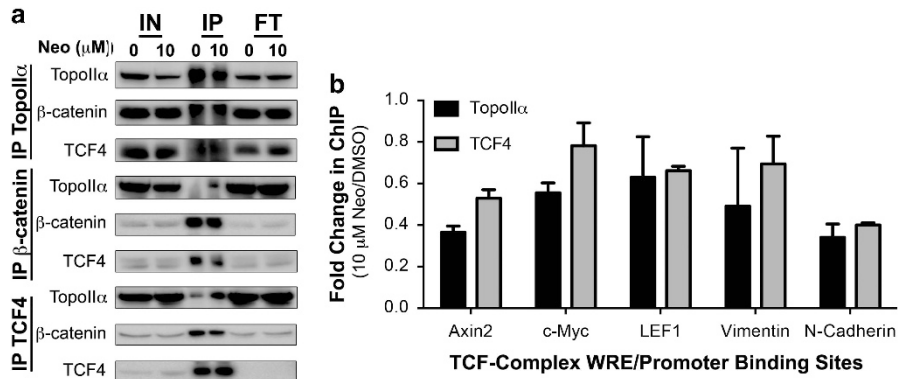 a
IN IP FT
Neo (μM) 0 10 0 10 0 10
IP TopoIIα
TopoIIα
β-catenin
TCF4
IP β-catenin
TopoIIα
β-catenin
TCF4
IP TCF4
TopoIIα
β-catenin
TCF4
b
Fold Change in ChIP
(10 μM Neo/DMSO)
1.0
0.8
0.6
0.4
0.2
0.0
TopoIIα
TCF4
Axin2 c-Myc LEF1 Vimentin N-Cadherin
TCF-Complex WRE/Promoter Binding Sites